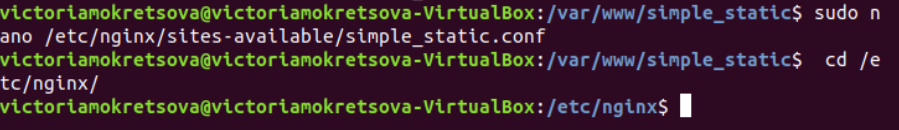 victoriamokretsova@victoriamokretsova-VirtualBox:/var/www/simple_static$ sudo n
ano /etc/nginx/sites-available/simple_static.conf
victoriamokretsova@victoriamokretsova-VirtualBox:/var/www/simple_static$  cd /e
tc/nginx/
victoriamokretsova@victoriamokretsova-VirtualBox:/etc/nginx$